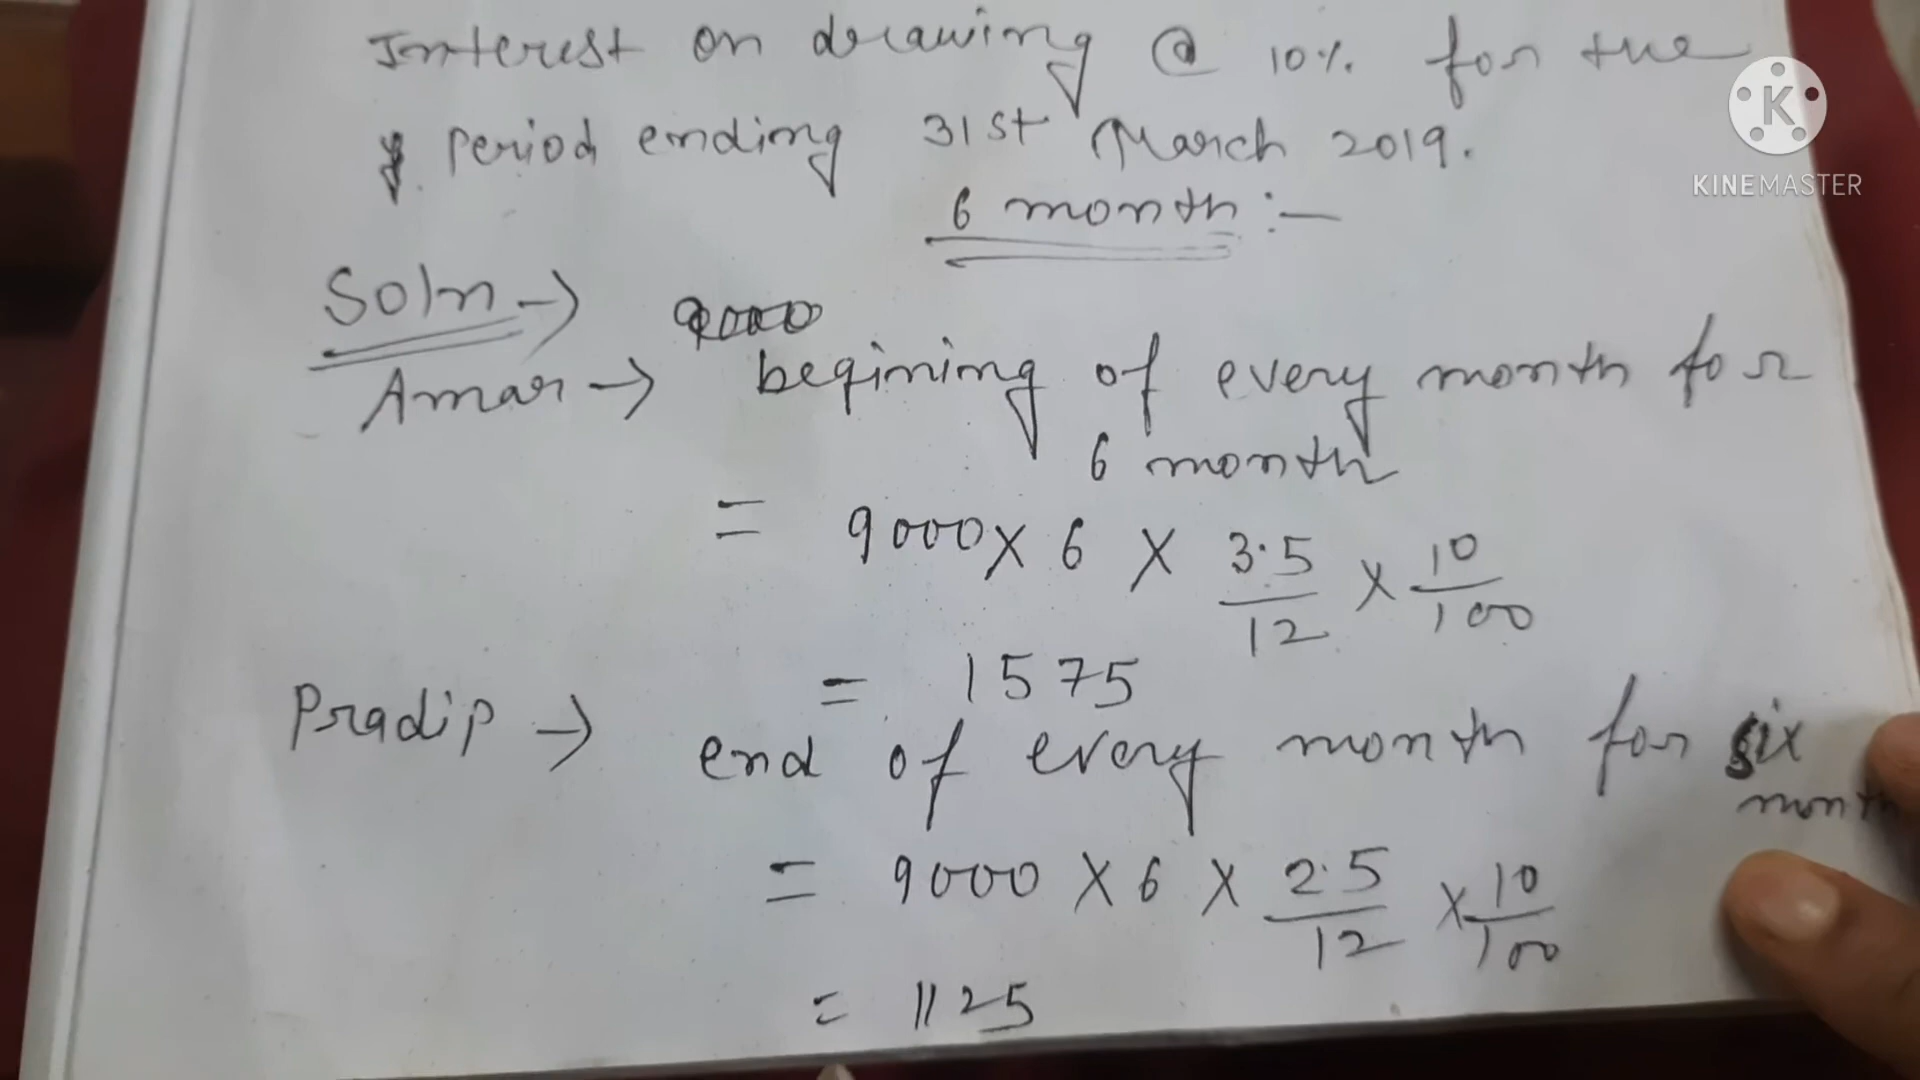 Interest on drawing @ 10% for the
period ending 31st March 2019.
6 month :-
Soln →
9000
Amar → begining of every month for
6 month
= 9000 X 6 X 3.5/12 X 10/100
= 1575
Pradip → end of every month for six
month
= 9000 X 6 X 2.5/12 X 10/100
= 1125
K
KINEMASTER